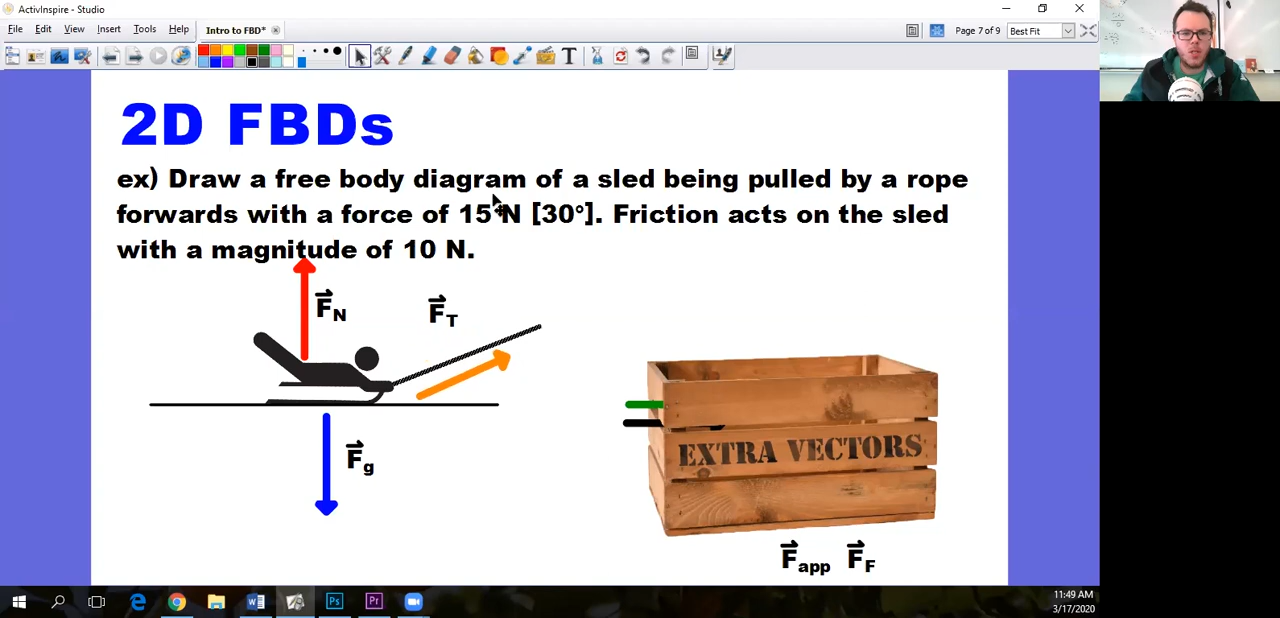 ActivInspire - Studio
File Edit View Insert Tools Help
Intro to FBD*
Page 7 of 9
Best Fit
2D FBDs
ex) Draw a free body diagram of a sled being pulled by a rope
forwards with a force of 15 N [30°]. Friction acts on the sled
with a magnitude of 10 N.
F⃗N
F⃗T
F⃗g
EXTRA VECTORS
F⃗app F⃗F
11:49 AM
3/17/2020